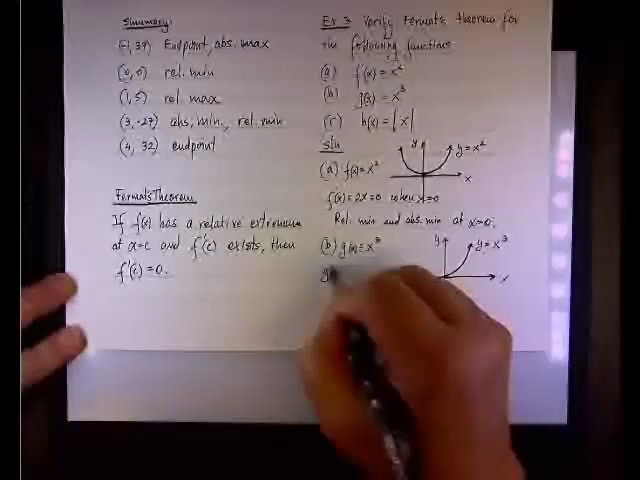 Summary:
(-1, 37) Endpoint, abs. max
(0, 0) rel. min
(1, 5) rel max
(3, -27) abs. min., rel. min
(4, 32) endpoint
Fermat's Theorem
If f(x) has a relative extremum
at x=c and f'(c) exists, then
f'(c) = 0.
Ex 3 Verify Fermat's theorem for
the following functions
(a) f(x) = x²
(b) g(x) = x³
(c) h(x) = |x|
Soln
(a) f(x) = x²
f'(x) = 2x = 0 when x=0
Rel. min and abs. min at x=0.
y
y = x²
x
(b) g(x) = x³
y
y = x³
x